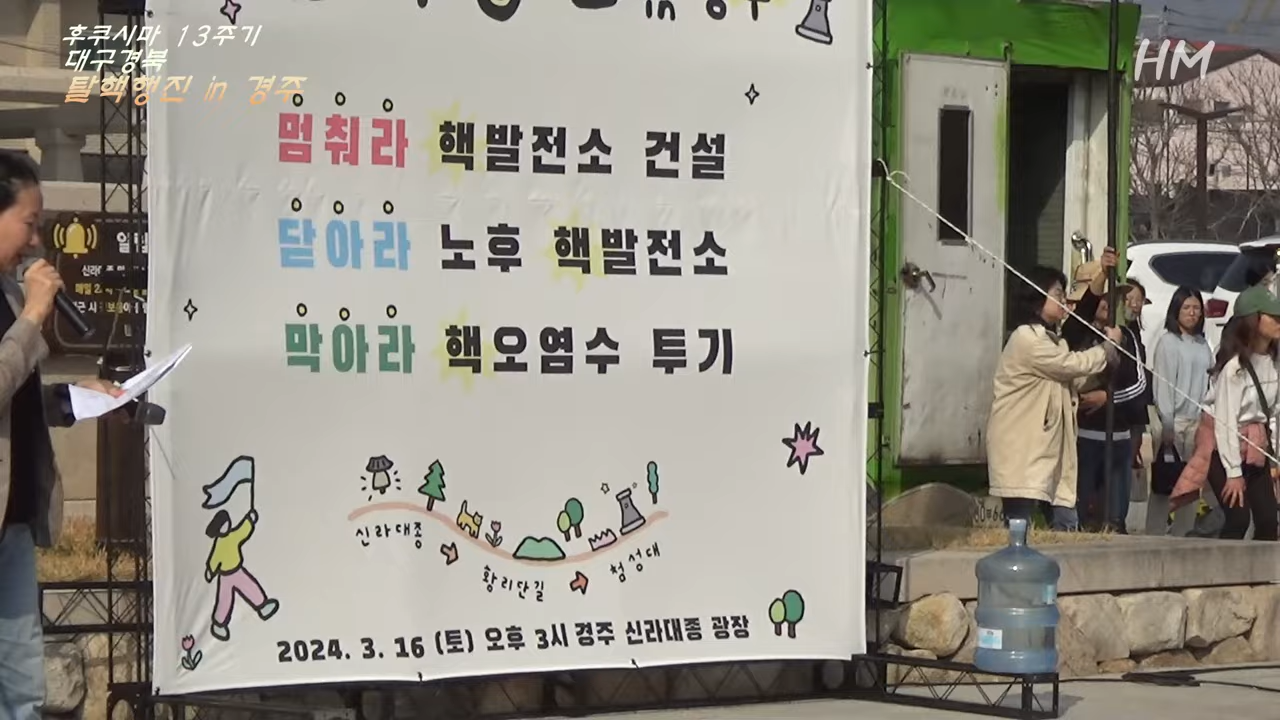 후쿠시마 13주기
대구경북
탈핵행진 in 경주
HM
in 경주
멈춰라 핵발전소 건설
닫아라 노후 핵발전소
막아라 핵오염수 투기
신라대종
황리단길
첨성대
2024. 3. 16 (토) 오후 3시 경주 신라대종 광장